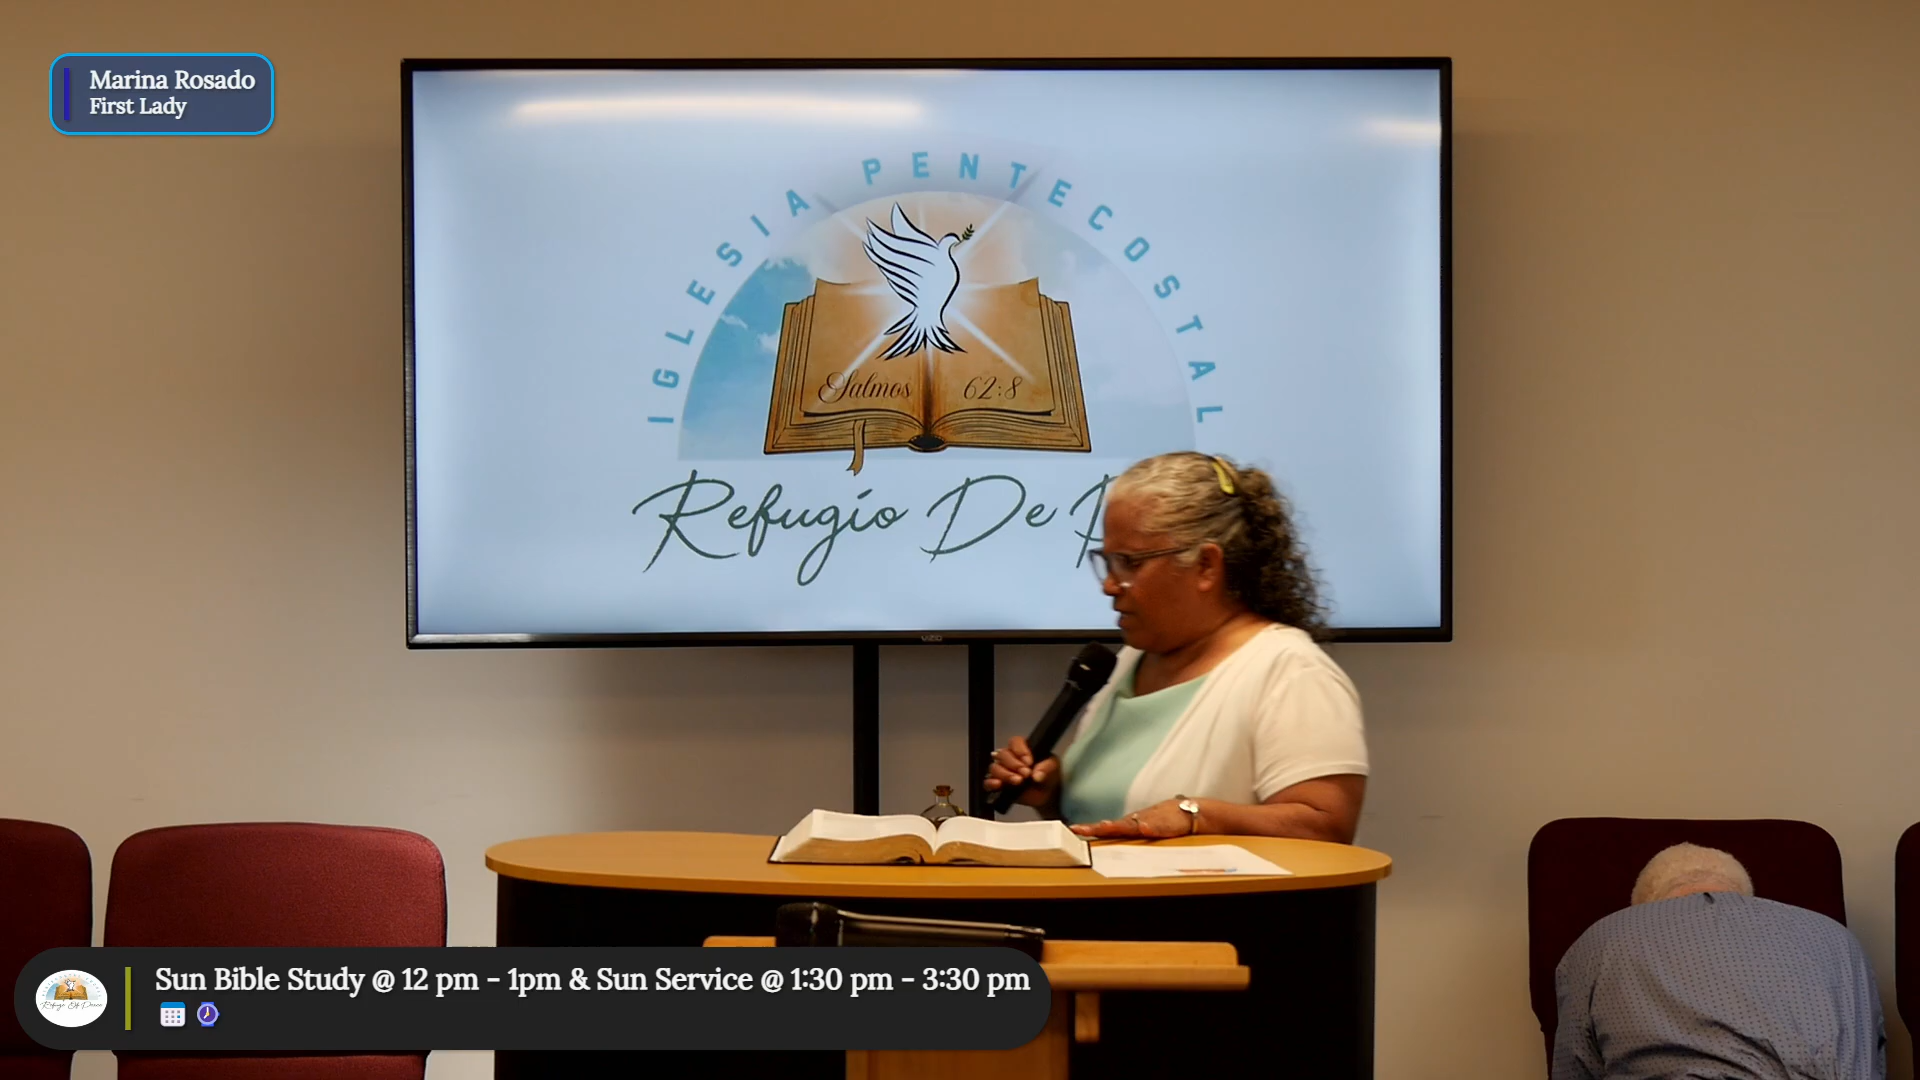 Marina Rosado
First Lady
IGLESIA PENTECOSTAL
Salmos 62:8
Refugio De
VIZIO
Sun Bible Study @ 12 pm - 1pm & Sun Service @ 1:30 pm - 3:30 pm